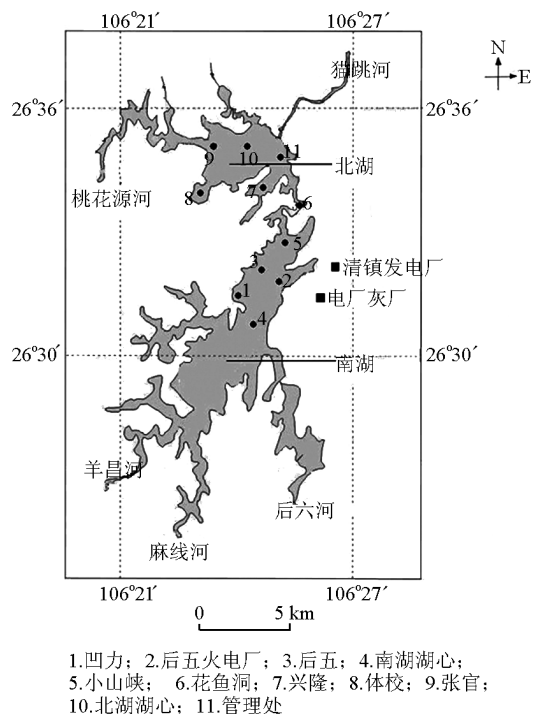 106°21′ 106°27′
N
E
猫跳河
26°36′ 26°36′
9 10 11
北湖
桃花源河 8 7 6
5
3 清镇发电厂
2
1 电厂灰厂
4
26°30′ 26°30′
南湖
羊昌河
后六河
麻线河
106°21′ 106°27′
0 5 km
1.凹力；2.后五火电厂；3.后五；4.南湖湖心；
5.小山峡； 6.花鱼洞；7.兴隆；8.体校；9.张官；
10.北湖湖心；11.管理处